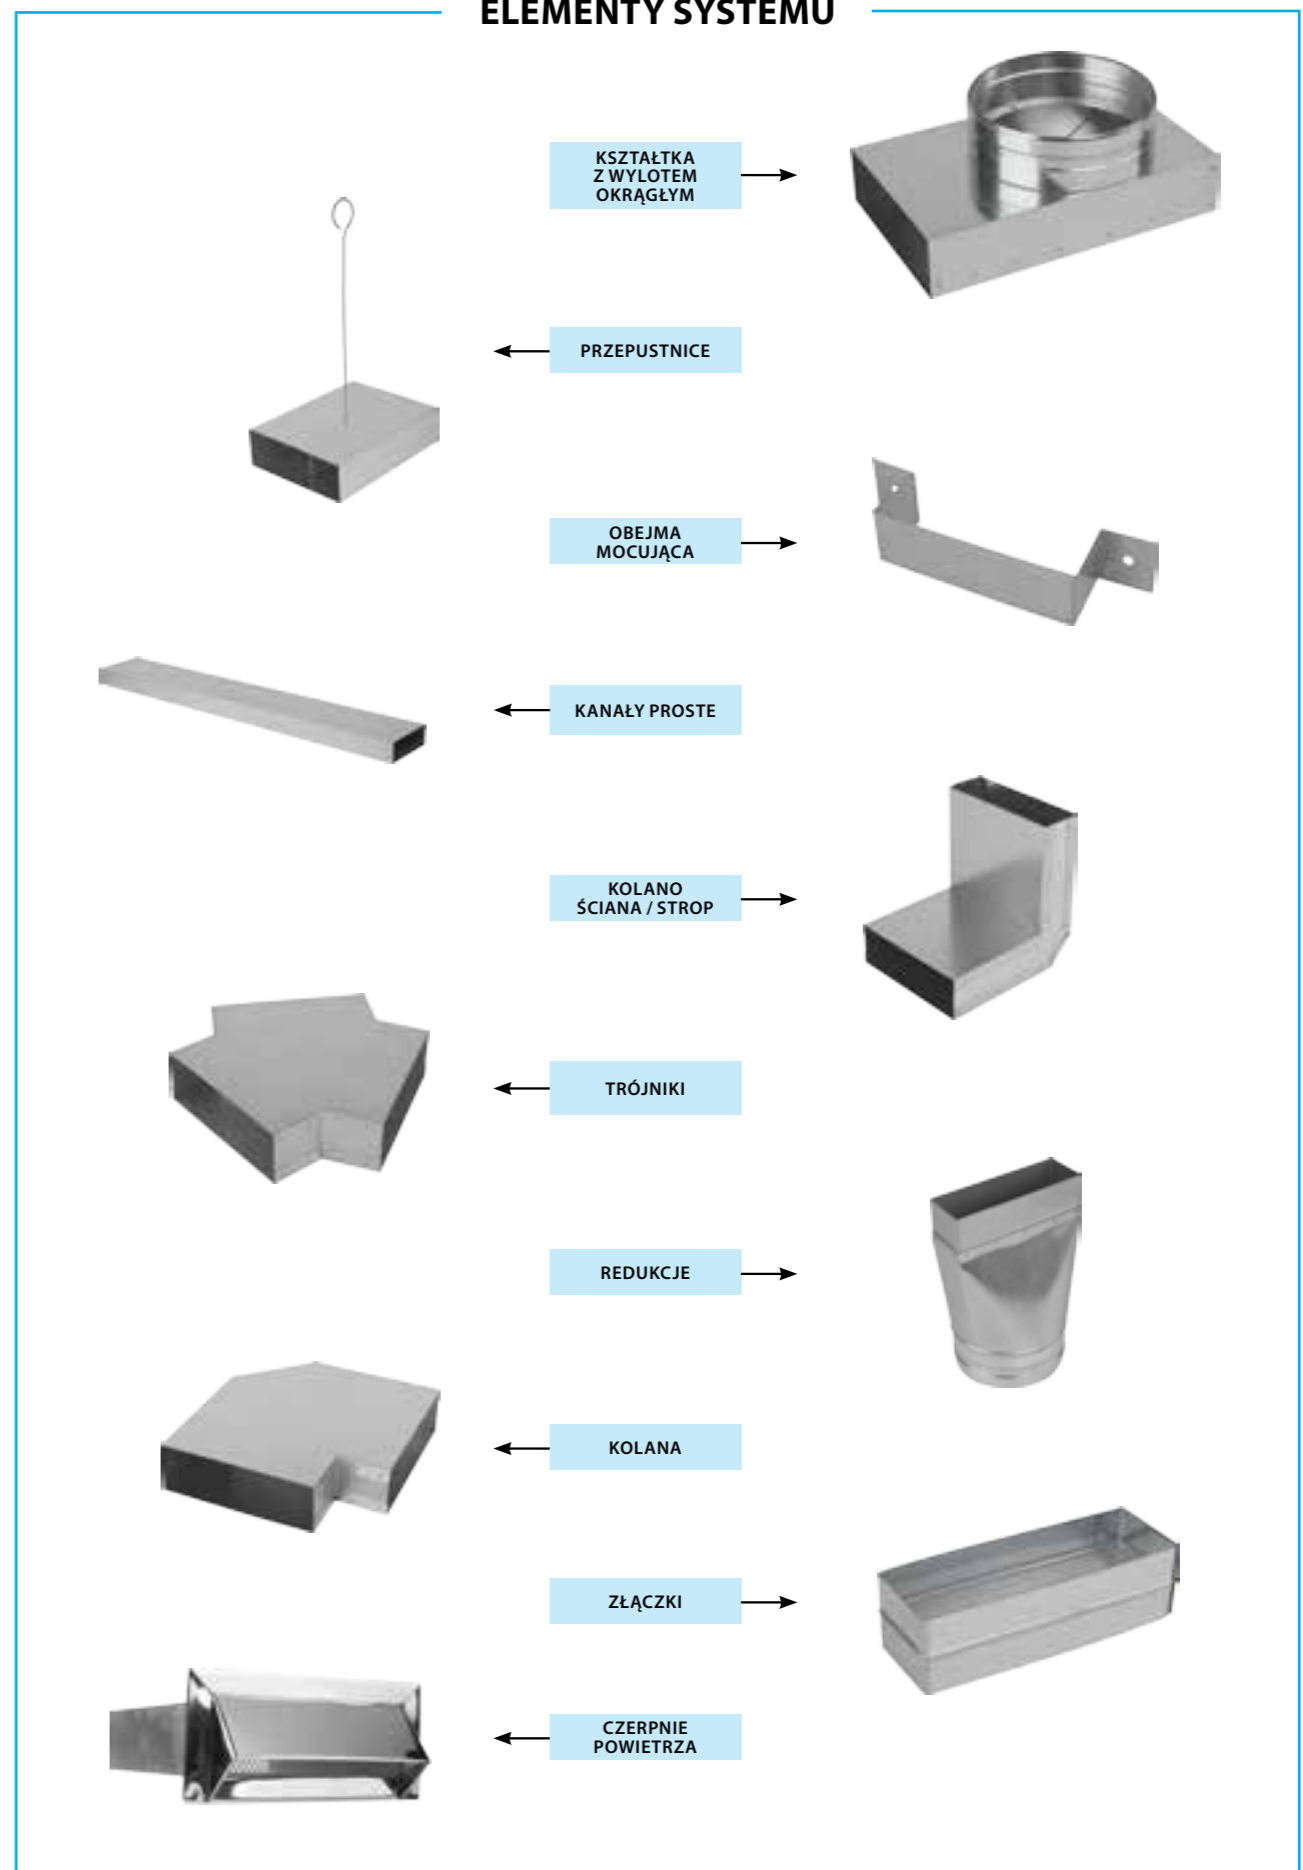 ELEMENTY SYSTEMU
KSZTAŁTKA
Z WYLOTEM
OKRĄGŁYM
PRZEPUSTNICE
OBEJMA
MOCUJĄCA
KANAŁY PROSTE
KOLANO
ŚCIANA / STROP
TRÓJNIKI
REDUKCJE
KOLANA
ZŁĄCZKI
CZERPNIE
POWIETRZA